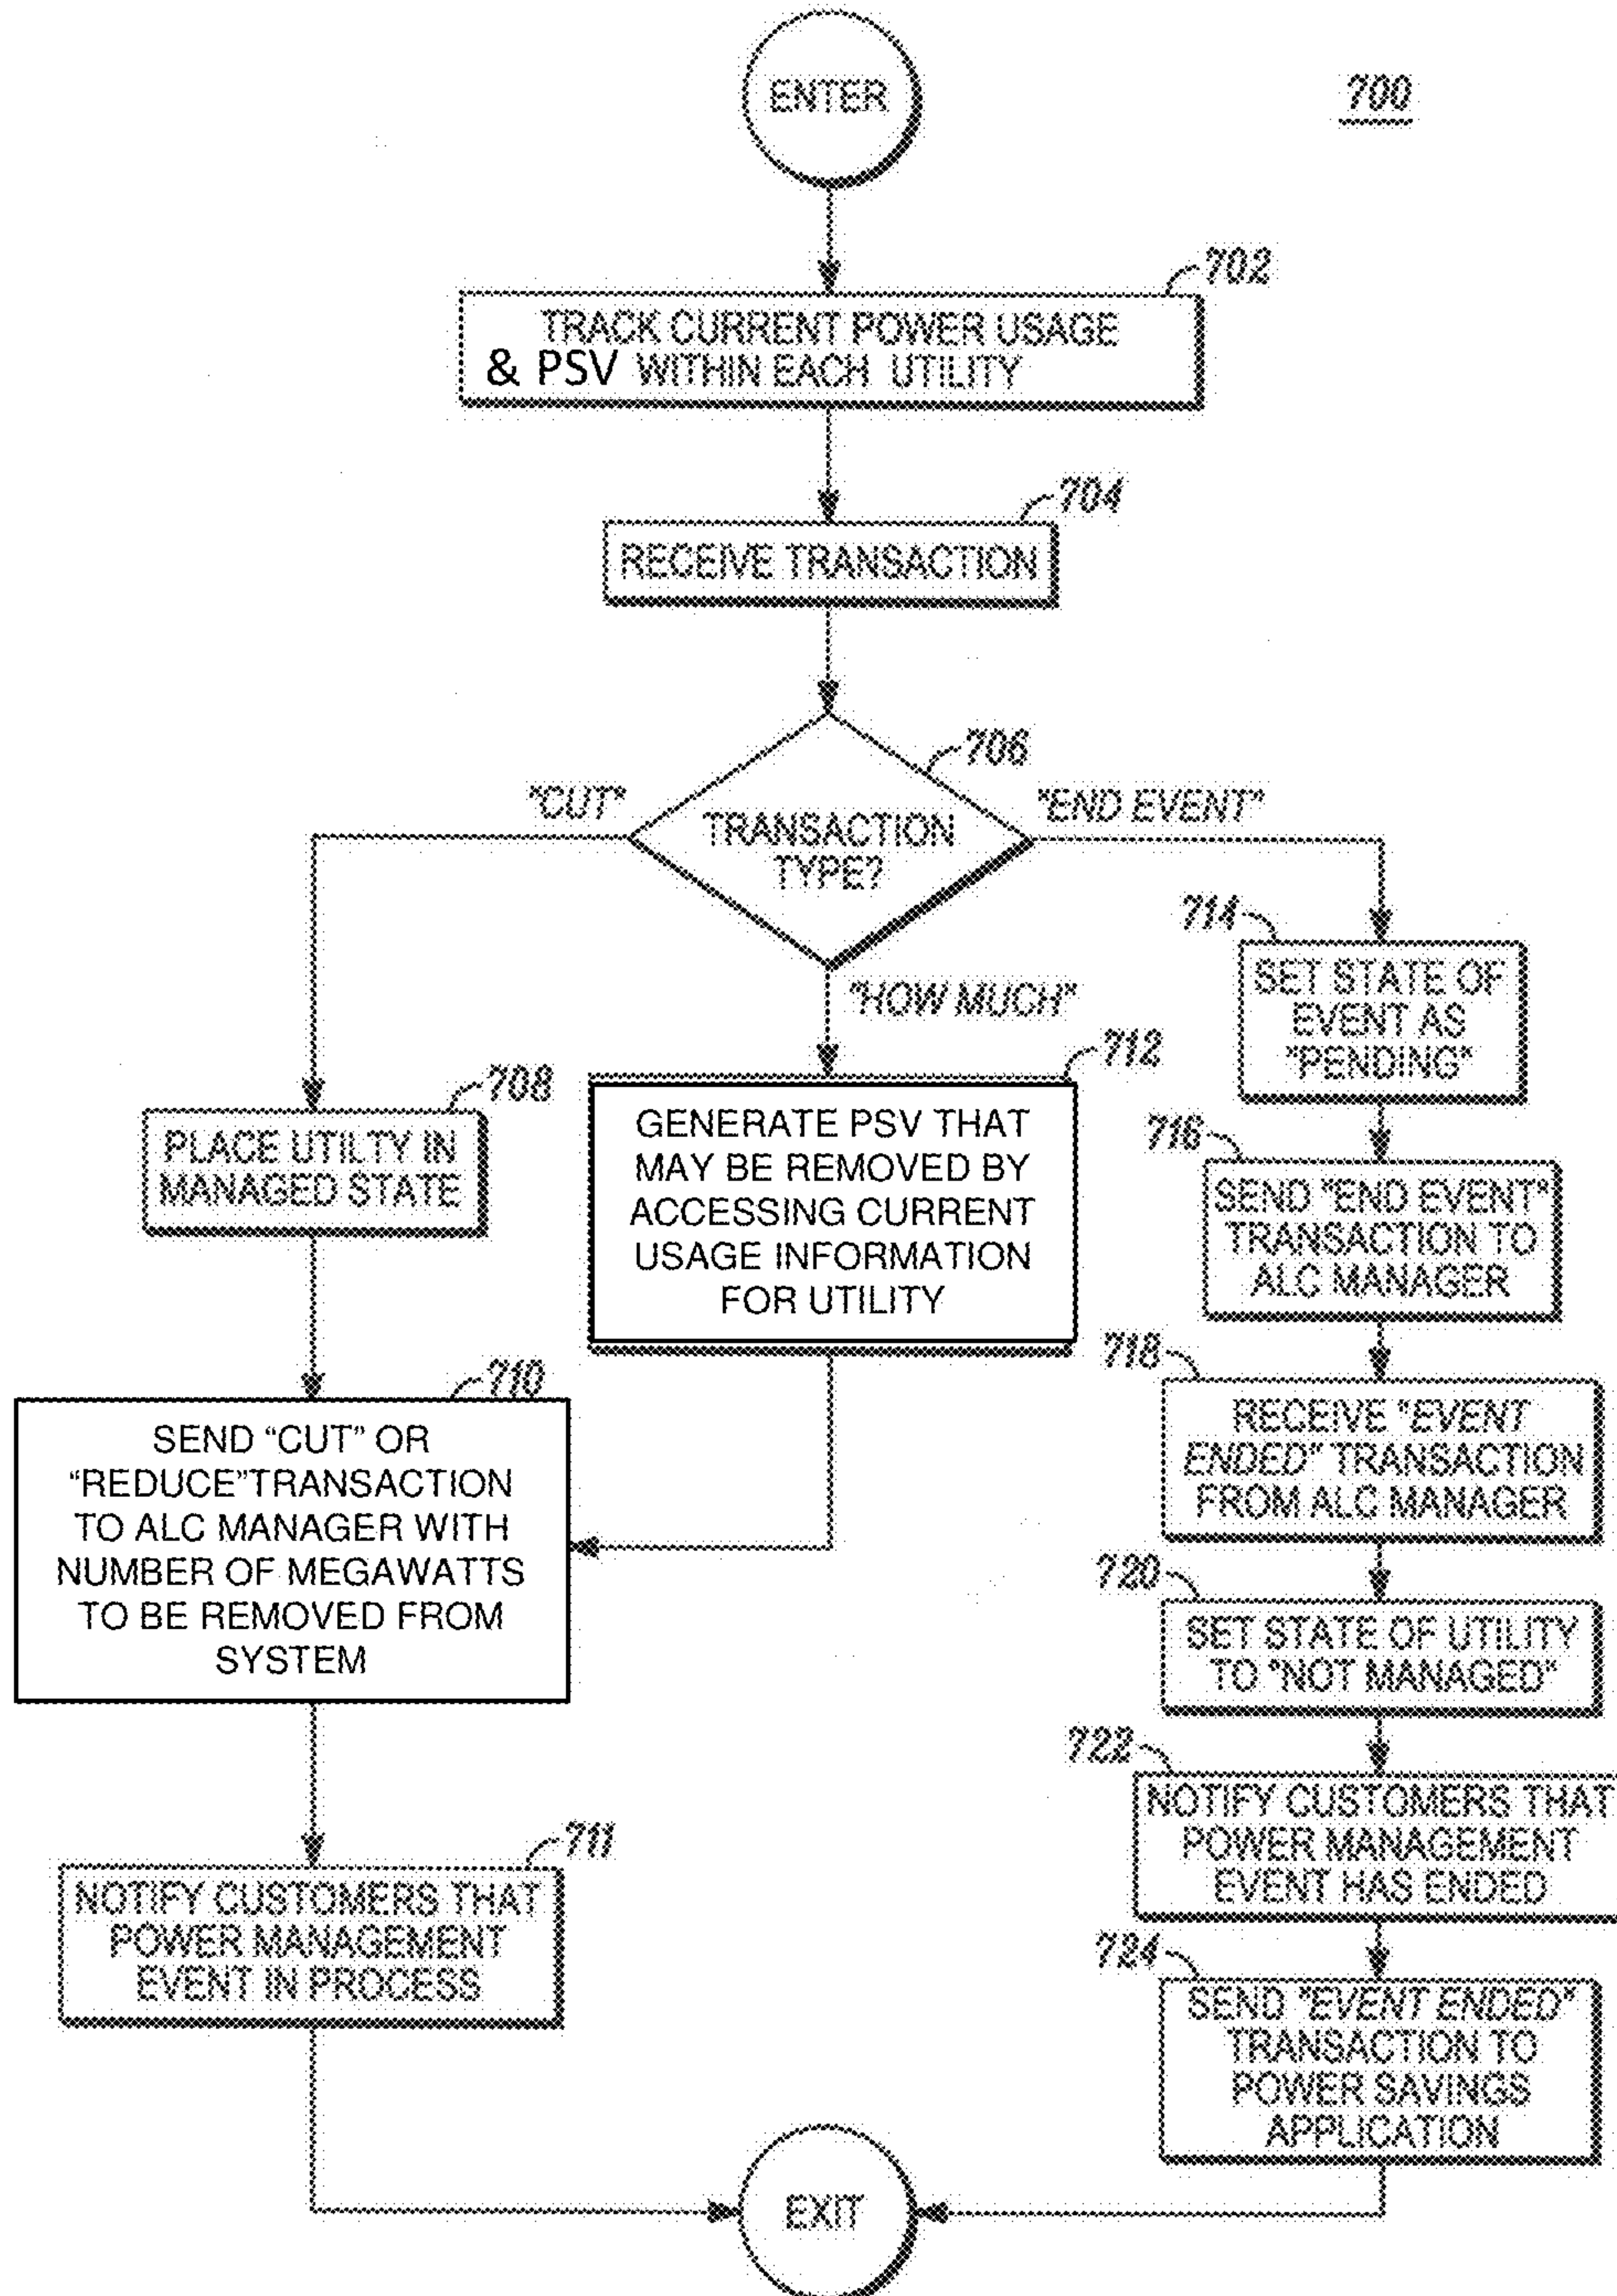 ENTER
700
702
TRACK CURRENT POWER USAGE
& PSV WITHIN EACH UTILITY
704
RECEIVE TRANSACTION
706
"CUT"
"END EVENT"
TRANSACTION
TYPE?
"HOW MUCH"
708
PLACE UTILTY IN
MANAGED STATE
712
GENERATE PSV THAT
MAY BE REMOVED BY
ACCESSING CURRENT
USAGE INFORMATION
FOR UTILITY
710
SEND “CUT” OR
“REDUCE”TRANSACTION
TO ALC MANAGER WITH
NUMBER OF MEGAWATTS
TO BE REMOVED FROM
SYSTEM
711
NOTIFY CUSTOMERS THAT
POWER MANAGEMENT
EVENT IN PROCESS
714
SET STATE OF
EVENT AS
"PENDING"
716
SEND "END EVENT"
TRANSACTION TO
ALC MANAGER
718
RECEIVE "EVENT
ENDED" TRANSACTION
FROM ALC MANAGER
720
SET STATE OF UTILITY
TO "NOT MANAGED"
722
NOTIFY CUSTOMERS THAT
POWER MANAGEMENT
EVENT HAS ENDED
724
SEND "EVENT ENDED"
TRANSACTION TO
POWER SAVINGS
APPLICATION
EXIT